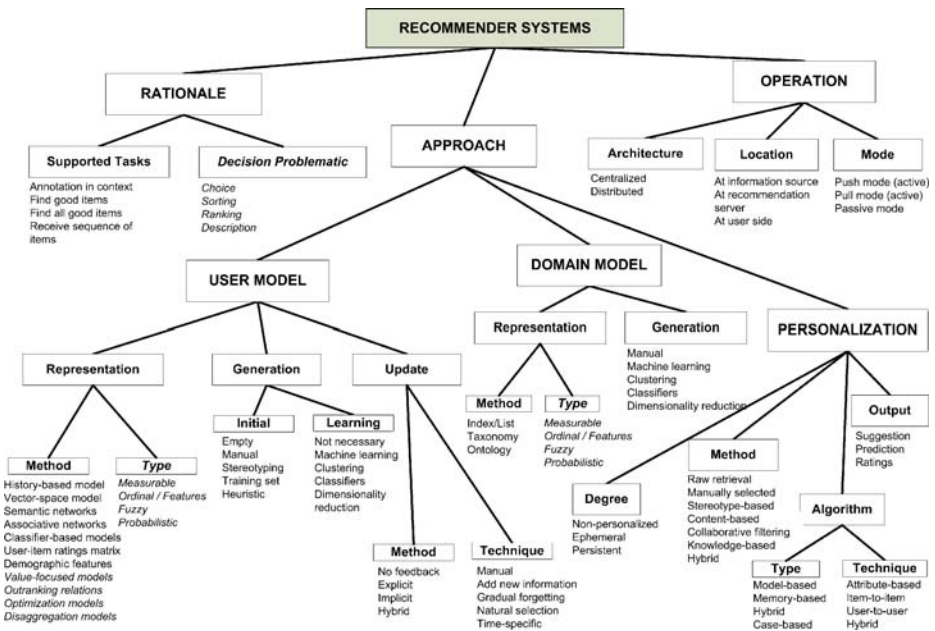 RECOMMENDER SYSTEMS
RATIONALE
OPERATION
APPROACH
Supported Tasks
Annotation in context
Find good items
Find all good items
Receive sequence of
items
Decision Problematic
Choice
Sorting
Ranking
Description
Architecture
Centralized
Distributed
Location
At information source
At recommendation
server
At user side
Mode
Push mode (active)
Pull mode (active)
Passive mode
USER MODEL
DOMAIN MODEL
PERSONALIZATION
Representation
Generation
Update
Representation
Generation
Manual
Machine learning
Clustering
Classifiers
Dimensionality reduction
Method
History-based model
Vector-space model
Semantic networks
Associative networks
Classifier-based models
User-item ratings matrix
Demographic features
Value-focused models
Outranking relations
Optimization models
Disaggregation models
Type
Measurable
Ordinal / Features
Fuzzy
Probabilistic
Initial
Empty
Manual
Stereotyping
Training set
Heuristic
Learning
Not necessary
Machine learning
Clustering
Classifiers
Dimensionality
reduction
Method
No feedback
Explicit
Implicit
Hybrid
Technique
Manual
Add new information
Gradual forgetting
Natural selection
Time-specific
Method
Index/List
Taxonomy
Ontology
Type
Measurable
Ordinal / Features
Fuzzy
Probabilistic
Degree
Non-personalized
Ephemeral
Persistent
Method
Raw retrieval
Manually selected
Stereotype-based
Content-based
Collaborative filtering
Knowledge-based
Hybrid
Output
Suggestion
Prediction
Ratings
Algorithm
Type
Model-based
Memory-based
Hybrid
Case-based
Technique
Attribute-based
Item-to-item
User-to-user
Hybrid